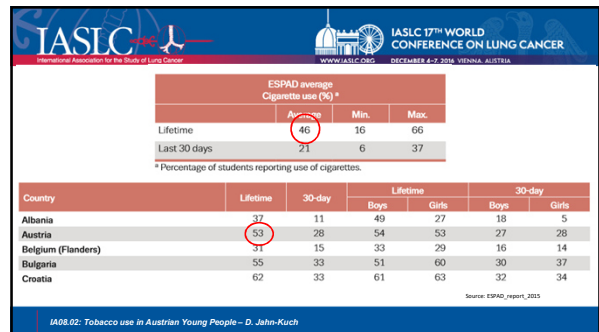 IASLC
International Association for the Study of Lung Cancer
WWW.IASLC.ORG
IASLC 17TH WORLD
CONFERENCE ON LUNG CANCER
DECEMBER 4–7, 2016 VIENNA, AUSTRIA
ESPAD average
Cigarette use (%) ª
Average Min. Max.
Lifetime 46 16 66
Last 30 days 21 6 37
ª Percentage of students reporting use of cigarettes.
Country Lifetime 30-day Lifetime 30-day
Boys Girls Boys Girls
Albania 37 11 49 27 18 5
Austria 53 28 54 53 27 28
Belgium (Flanders) 31 15 33 29 16 14
Bulgaria 55 33 51 60 30 37
Croatia 62 33 61 63 32 34
Source: ESPAD_report_2015
IA08.02: Tobacco use in Austrian Young People – D. Jahn-Kuch